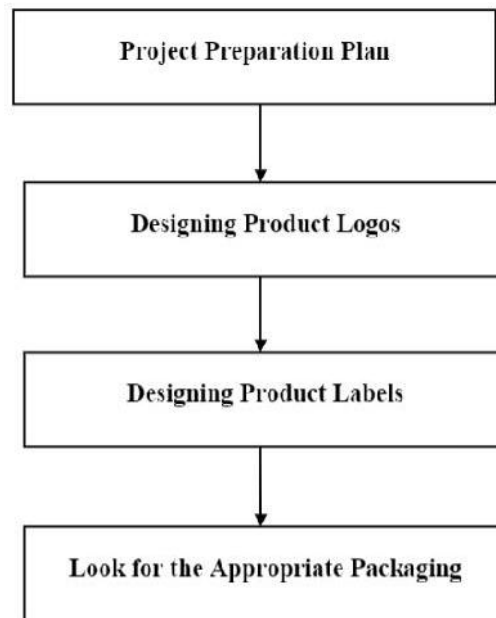 Project Preparation Plan
Designing Product Logos
Designing Product Labels
Look for the Appropriate Packaging